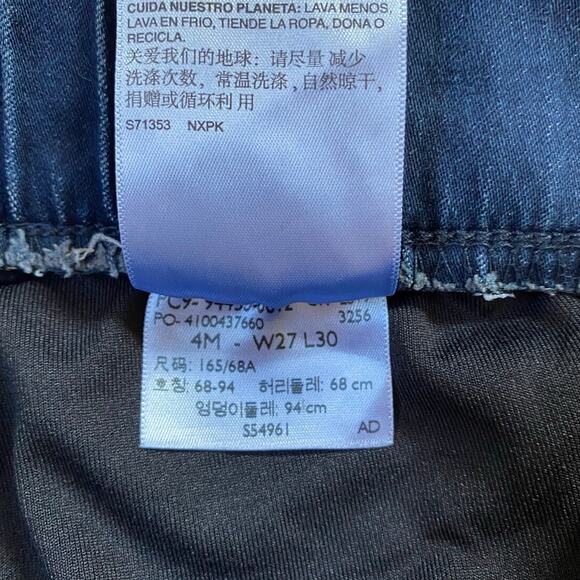 CUIDA NUESTRO PLANETA: LAVA MENOS,
LAVA EN FRIO, TIENDE LA ROPA, DONA O
RECICLA.
关爱我们的地球：请尽量 减少
洗涤次数，常温洗涤，自然晾干，
捐赠或循环利 用
S71353 NXPK
PO- 4100437660 3256
4M - W27 L30
尺码: 165/68A
호칭: 68-94 허리둘레: 68 cm
엉덩이둘레: 94 cm
S54961 AD